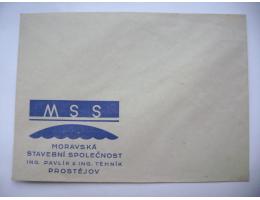 MSS
MORAVSKÁ
STAVEBNÍ SPOLEČNOST
ING. PAVLÍK & ING. TĚHNÍK
PROSTĚJOV